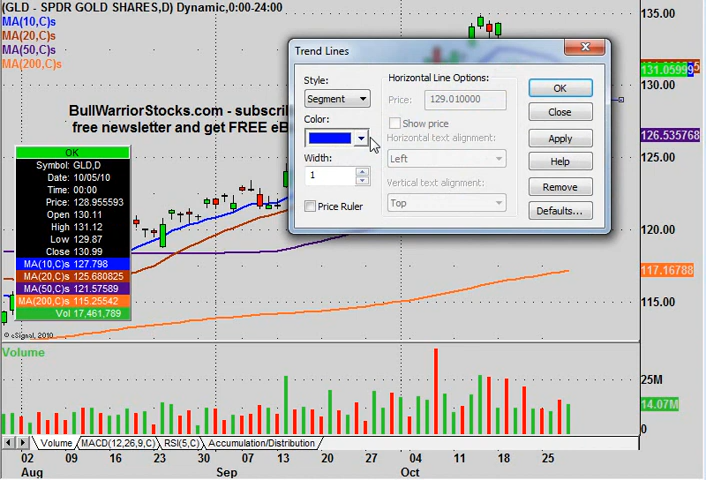 (GLD - SPDR GOLD SHARES,D) Dynamic,0:00-24:00
MA(10,C)s
MA(20,C)s
MA(50,C)s
MA(200,C)s
135.00
131.05999
130.00
126.535768
125.00
120.00
117.16788
115.00
BullWarriorStocks.com - subscri
free newsletter and get FREE eB
Trend Lines
Style:
Segment
Color:
Width:
1
Price Ruler
Horizontal Line Options:
Price: 129.010000
Show price
Horizontal text alignment:
Left
Vertical text alignment:
Top
OK
Close
Apply
Help
Remove
Defaults...
OK
Symbol: GLD,D
Date: 10/05/10
Time: 00:00
Price: 128.955593
Open 130.11
High 131.12
Low 129.87
Close 130.99
MA(10,C)s 127.798
MA(20,C)s 125.680825
MA(50,C)s 121.57589
MA(200,C)s 115.25542
Vol 17,461,789
© eSignal, 2010
Volume
25M
14.07M
0
Volume MACD(12,26,9,C) RSI(5,C) Accumulation/Distribution
02 09 16 23 30 07 13 20 27 04 11 18 25
Aug Sep Oct